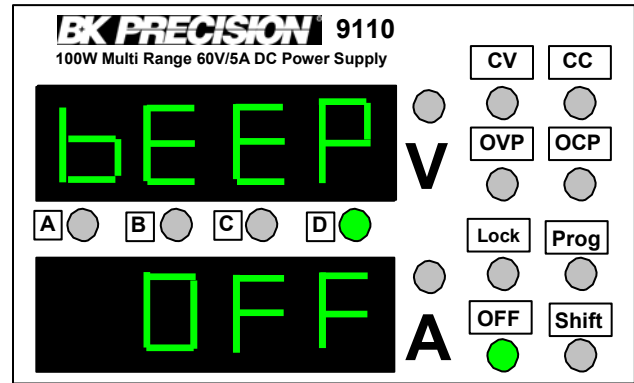 BK PRECISION® 9110
100W Multi Range 60V/5A DC Power Supply
CV CC
bEEP V
OVP OCP
A B C D
Lock Prog
OFF A
OFF Shift